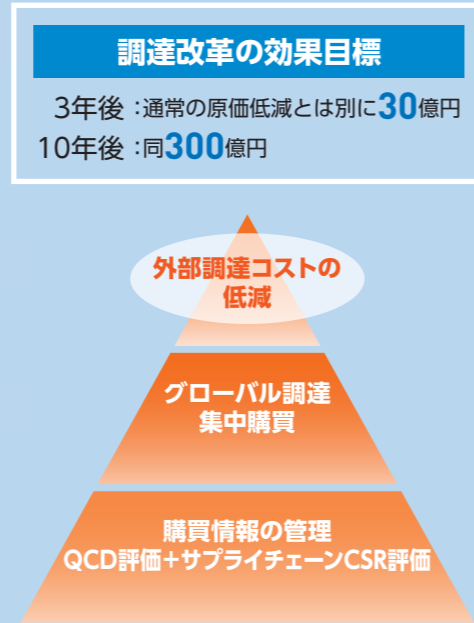 調達改革の効果目標
3年後：通常の原価低減とは別に30億円
10年後：同300億円
外部調達コストの
低減
グローバル調達
集中購買
購買情報の管理
QCD評価＋サプライチェーンCSR評価